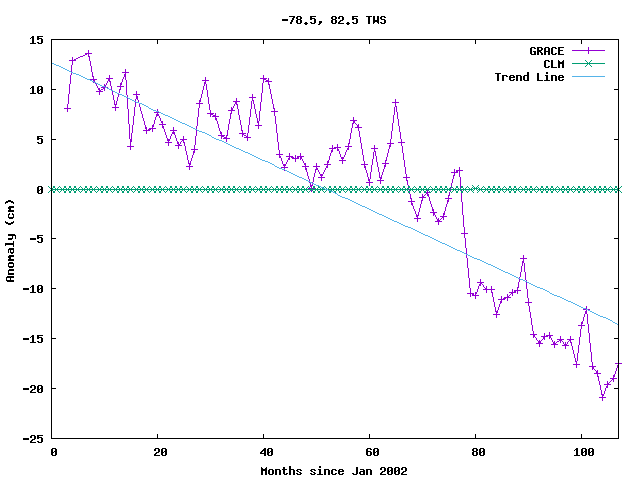 -78.5, 82.5 TWS
GRACE
CLM
Trend Line
15
10
5
0
-5
-10
-15
-20
-25
Anomaly (cm)
0 20 40 60 80 100
Months since Jan 2002